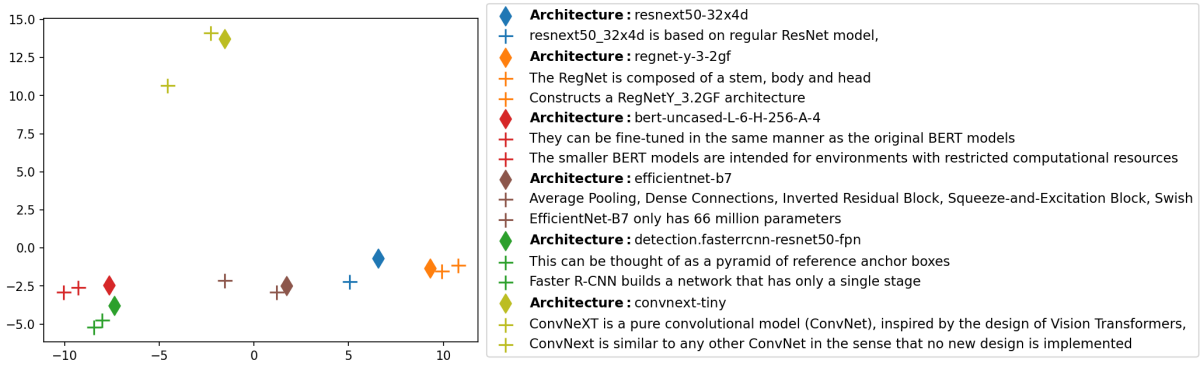 15.0
12.5
10.0
7.5
5.0
2.5
0.0
−2.5
−5.0
−10
−5
0
5
10
Architecture: resnext50-32x4d
resnext50_32x4d is based on regular ResNet model,
Architecture: regnet-y-3-2gf
The RegNet is composed of a stem, body and head
Constructs a RegNetY_3.2GF architecture
Architecture: bert-uncased-L-6-H-256-A-4
They can be fine-tuned in the same manner as the original BERT models
The smaller BERT models are intended for environments with restricted computational resources
Architecture: efficientnet-b7
Average Pooling, Dense Connections, Inverted Residual Block, Squeeze-and-Excitation Block, Swish
EfficientNet-B7 only has 66 million parameters
Architecture: detection.fasterrcnn-resnet50-fpn
This can be thought of as a pyramid of reference anchor boxes
Faster R-CNN builds a network that has only a single stage
Architecture: convnext-tiny
ConvNeXT is a pure convolutional model (ConvNet), inspired by the design of Vision Transformers,
ConvNext is similar to any other ConvNet in the sense that no new design is implemented